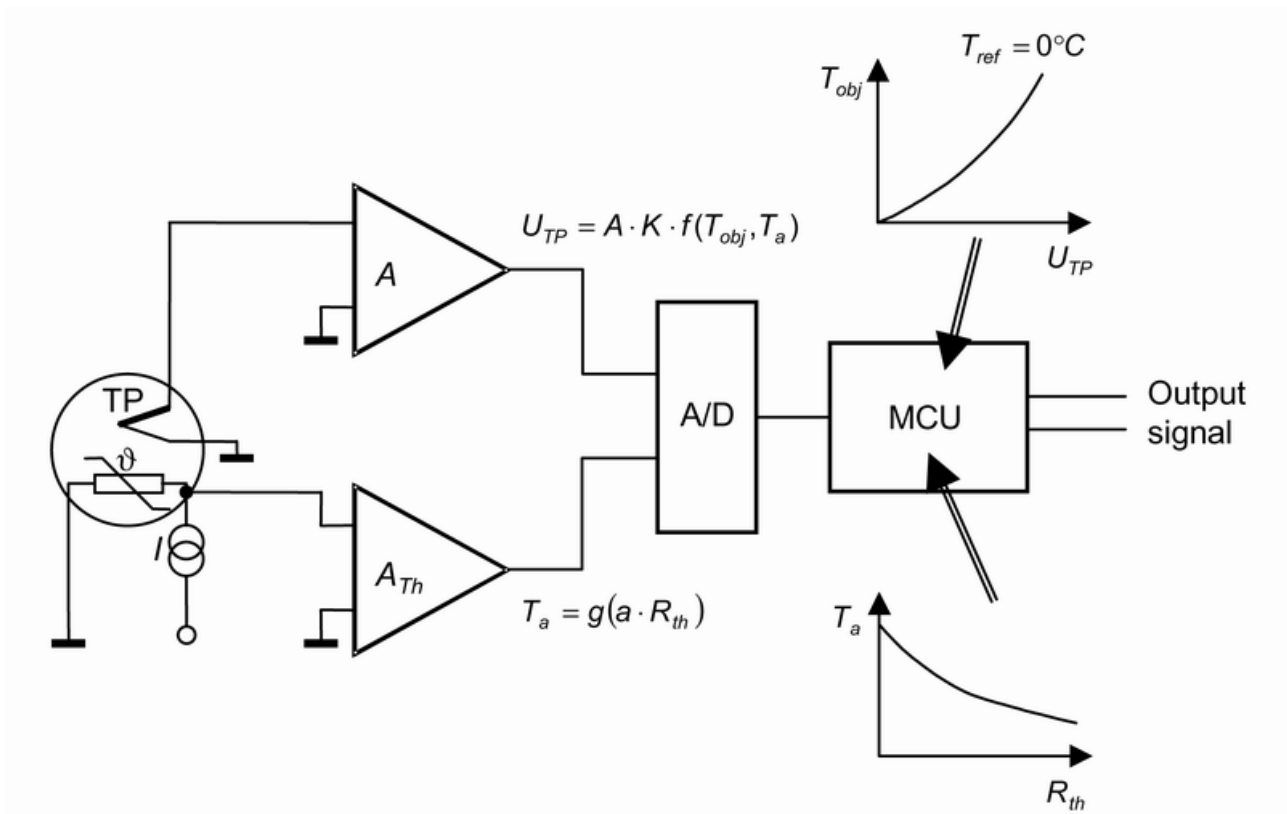 T_ref = 0°C
T_obj
U_TP
U_TP = A · K · f(T_obj, T_a)
A
TP
A/D
MCU
Output
signal
ϑ
I
A_Th
T_a = g(a · R_th)
T_a
R_th